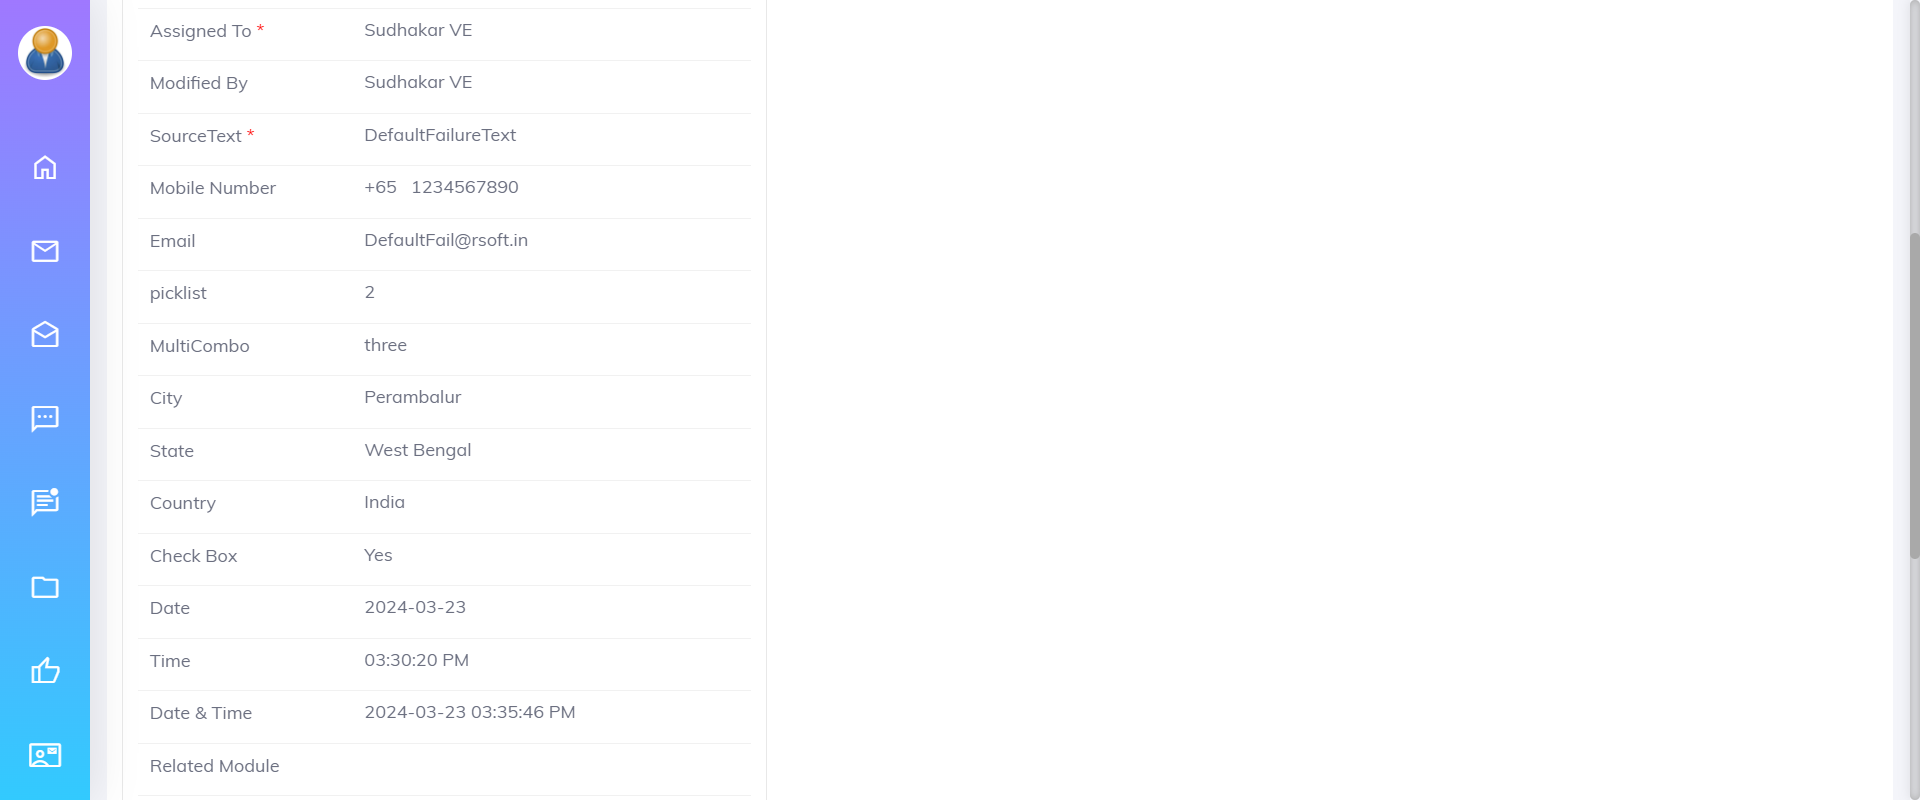 Assigned To * Sudhakar VE
Modified By Sudhakar VE
SourceText * DefaultFailureText
Mobile Number +65 1234567890
Email DefaultFail@rsoft.in
picklist 2
MultiCombo three
City Perambalur
State West Bengal
Country India
Check Box Yes
Date 2024-03-23
Time 03:30:20 PM
Date & Time 2024-03-23 03:35:46 PM
Related Module